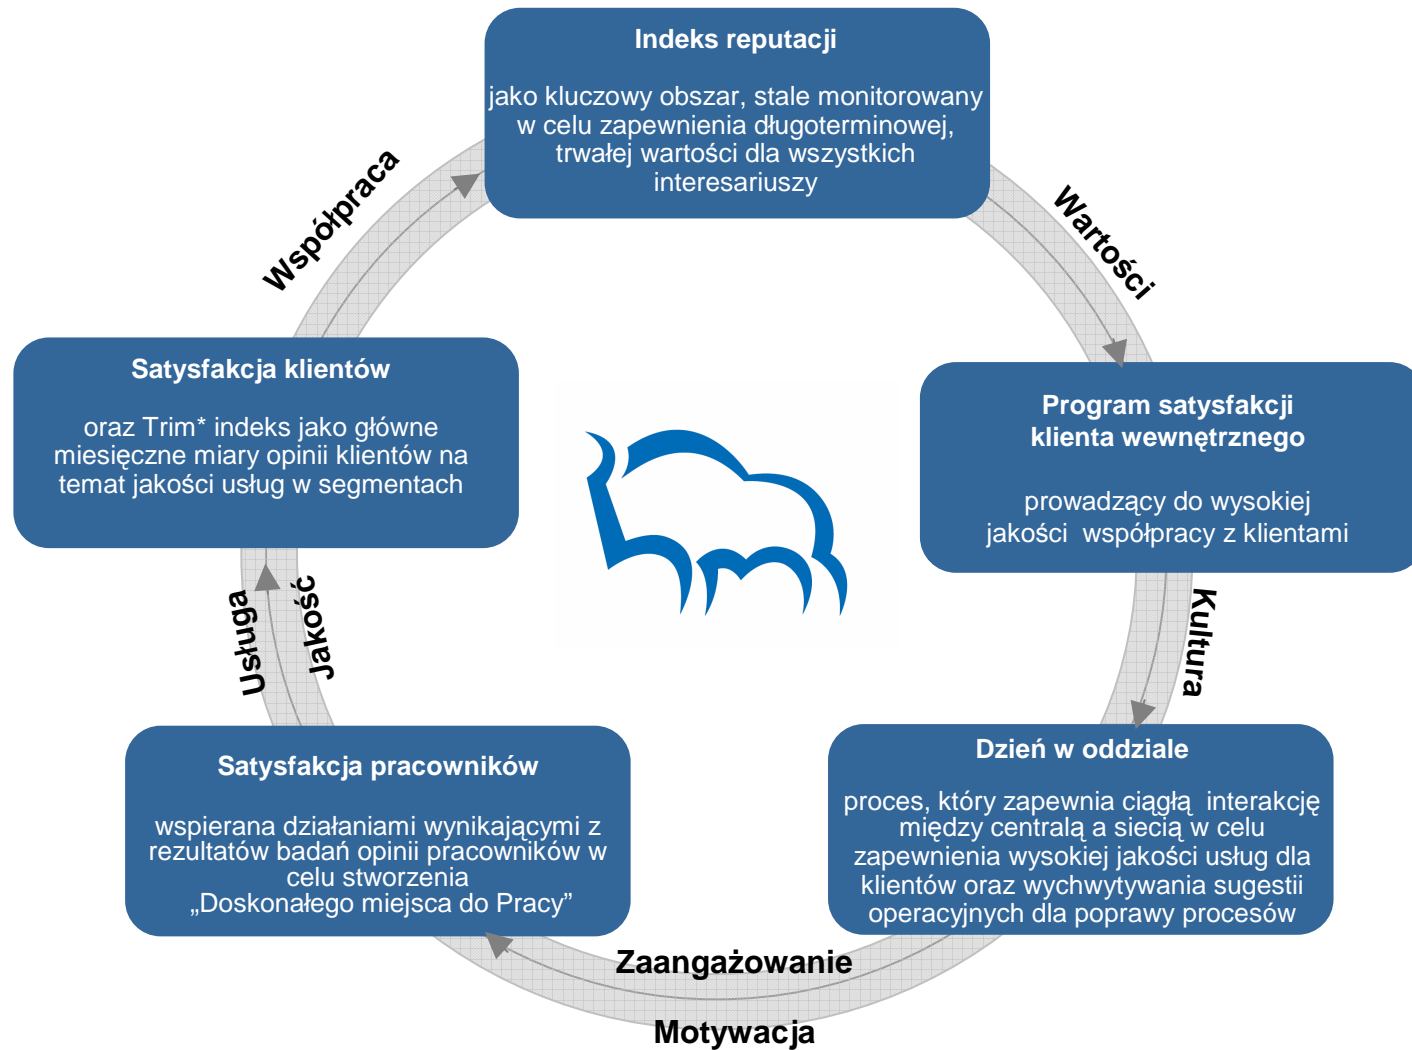 Indeks reputacji
jako kluczowy obszar, stale monitorowany
w celu zapewnienia długoterminowej,
trwałej wartości dla wszystkich
interesariuszy
Współpraca
Wartości
Satysfakcja klientów
oraz Trim* indeks jako główne
miesięczne miary opinii klientów na
temat jakości usług w segmentach
Program satysfakcji
klienta wewnętrznego
prowadzący do wysokiej
jakości współpracy z klientami
Usługa
Jakość
Kultura
Satysfakcja pracowników
wspierana działaniami wynikającymi z
rezultatów badań opinii pracowników w
celu stworzenia
„Doskonałego miejsca do Pracy”
Dzień w oddziale
proces, który zapewnia ciągłą interakcję
między centralą a siecią w celu
zapewnienia wysokiej jakości usług dla
klientów oraz wychwytywania sugestii
operacyjnych dla poprawy procesów
Zaangażowanie
Motywacja